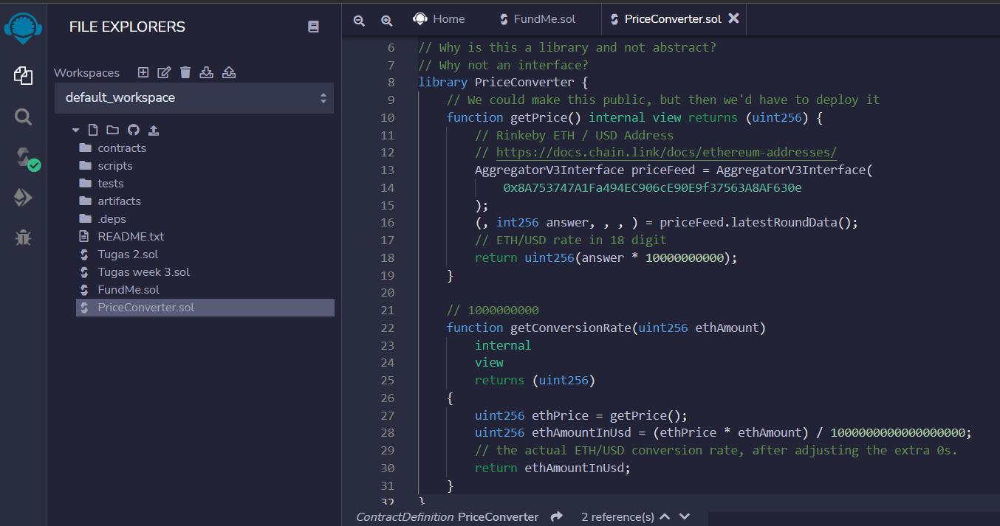 FILE EXPLORERS
Workspaces
default_workspace
contracts
scripts
tests
artifacts
.deps
README.txt
Tugas 2.sol
Tugas week 3.sol
FundMe.sol
PriceConverter.sol
Home
FundMe.sol
PriceConverter.sol
6 // Why is this a library and not abstract?
7 // Why not an interface?
8 library PriceConverter {
9 // We could make this public, but then we'd have to deploy it
10 function getPrice() internal view returns (uint256) {
11 // Rinkeby ETH / USD Address
12 // https://docs.chain.link/docs/ethereum-addresses/
13 AggregatorV3Interface priceFeed = AggregatorV3Interface(
14 0x8A753747A1Fa494EC906cE90E9f37563A8AF630e
15 );
16 (, int256 answer, , , ) = priceFeed.latestRoundData();
17 // ETH/USD rate in 18 digit
18 return uint256(answer * 10000000000);
19 }
20
21 // 1000000000
22 function getConversionRate(uint256 ethAmount)
23 internal
24 view
25 returns (uint256)
26 {
27 uint256 ethPrice = getPrice();
28 uint256 ethAmountInUsd = (ethPrice * ethAmount) / 1000000000000000000;
29 // the actual ETH/USD conversion rate, after adjusting the extra 0s.
30 return ethAmountInUsd;
31 }
32 }
ContractDefinition PriceConverter 2 reference(s)